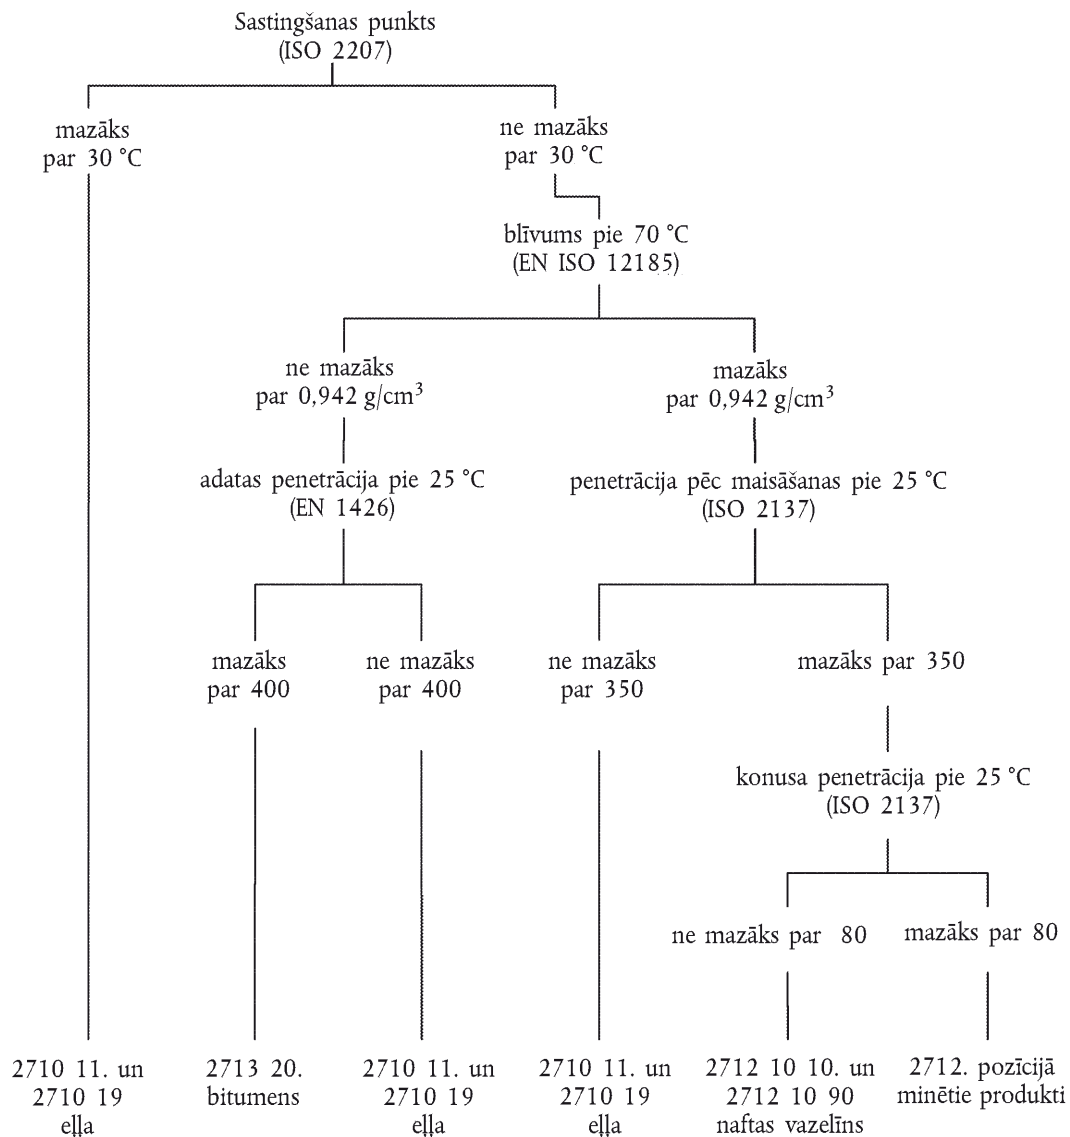 Sastingšanas punkts
(ISO 2207)
mazāks
par 30 °C
ne mazāks
par 30 °C
blīvums pie 70 °C
(EN ISO 12185)
ne mazāks
par 0,942 g/cm³
mazāks
par 0,942 g/cm³
adatas penetrācija pie 25 °C
(EN 1426)
penetrācija pēc maisāšanas pie 25 °C
(ISO 2137)
mazāks
par 400
ne mazāks
par 400
ne mazāks
par 350
mazāks par 350
konusa penetrācija pie 25 °C
(ISO 2137)
ne mazāks par 80
mazāks par 80
2710 11. un
2710 19
eļļa
2713 20.
bitumens
2710 11. un
2710 19
eļļa
2710 11. un
2710 19
eļļa
2712 10 10. un
2712 10 90
naftas vazelīns
2712. pozīcijā
minētie produkti